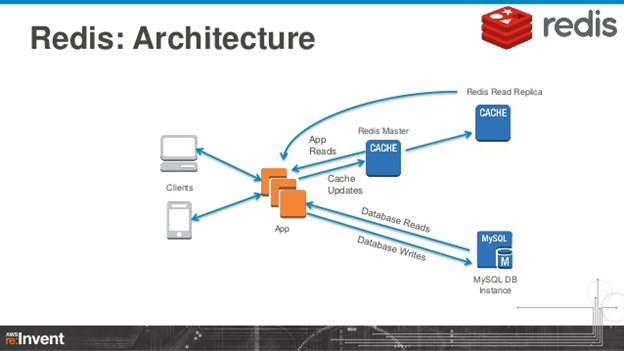 Redis: Architecture
redis
Redis Read Replica
CACHE
Redis Master
CACHE
App
Reads
Cache
Updates
Clients
App
Database Reads
Database Writes
MySQL
M
MySQL DB
Instance
AWS
re:Invent